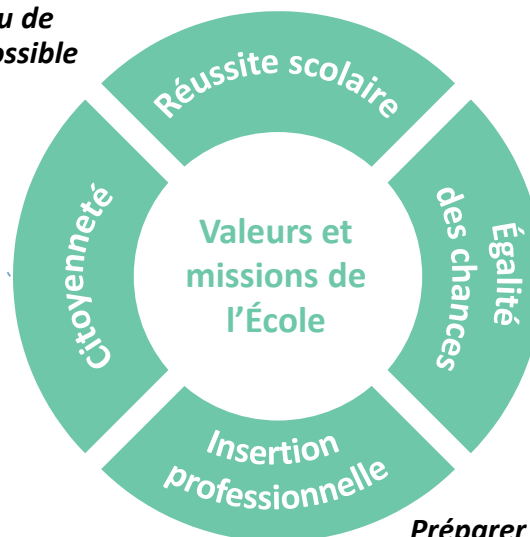 u de
ossible
Réussite scolaire
Citoyenneté
Valeurs et
missions de
l'École
Égalité
des chances
Insertion
professionnelle
Préparer